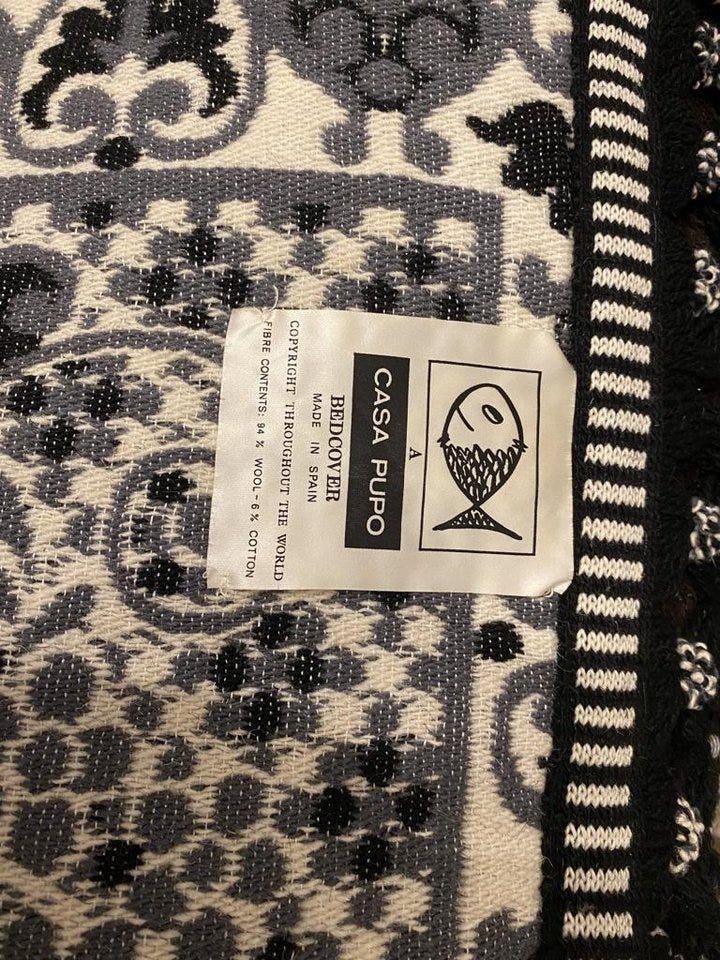 A
CASA PUPO
BEDCOVER
MADE IN SPAIN
COPYRIGHT THROUGHOUT THE WORLD
FIBRE CONTENTS: 94 % WOOL - 6 % COTTON